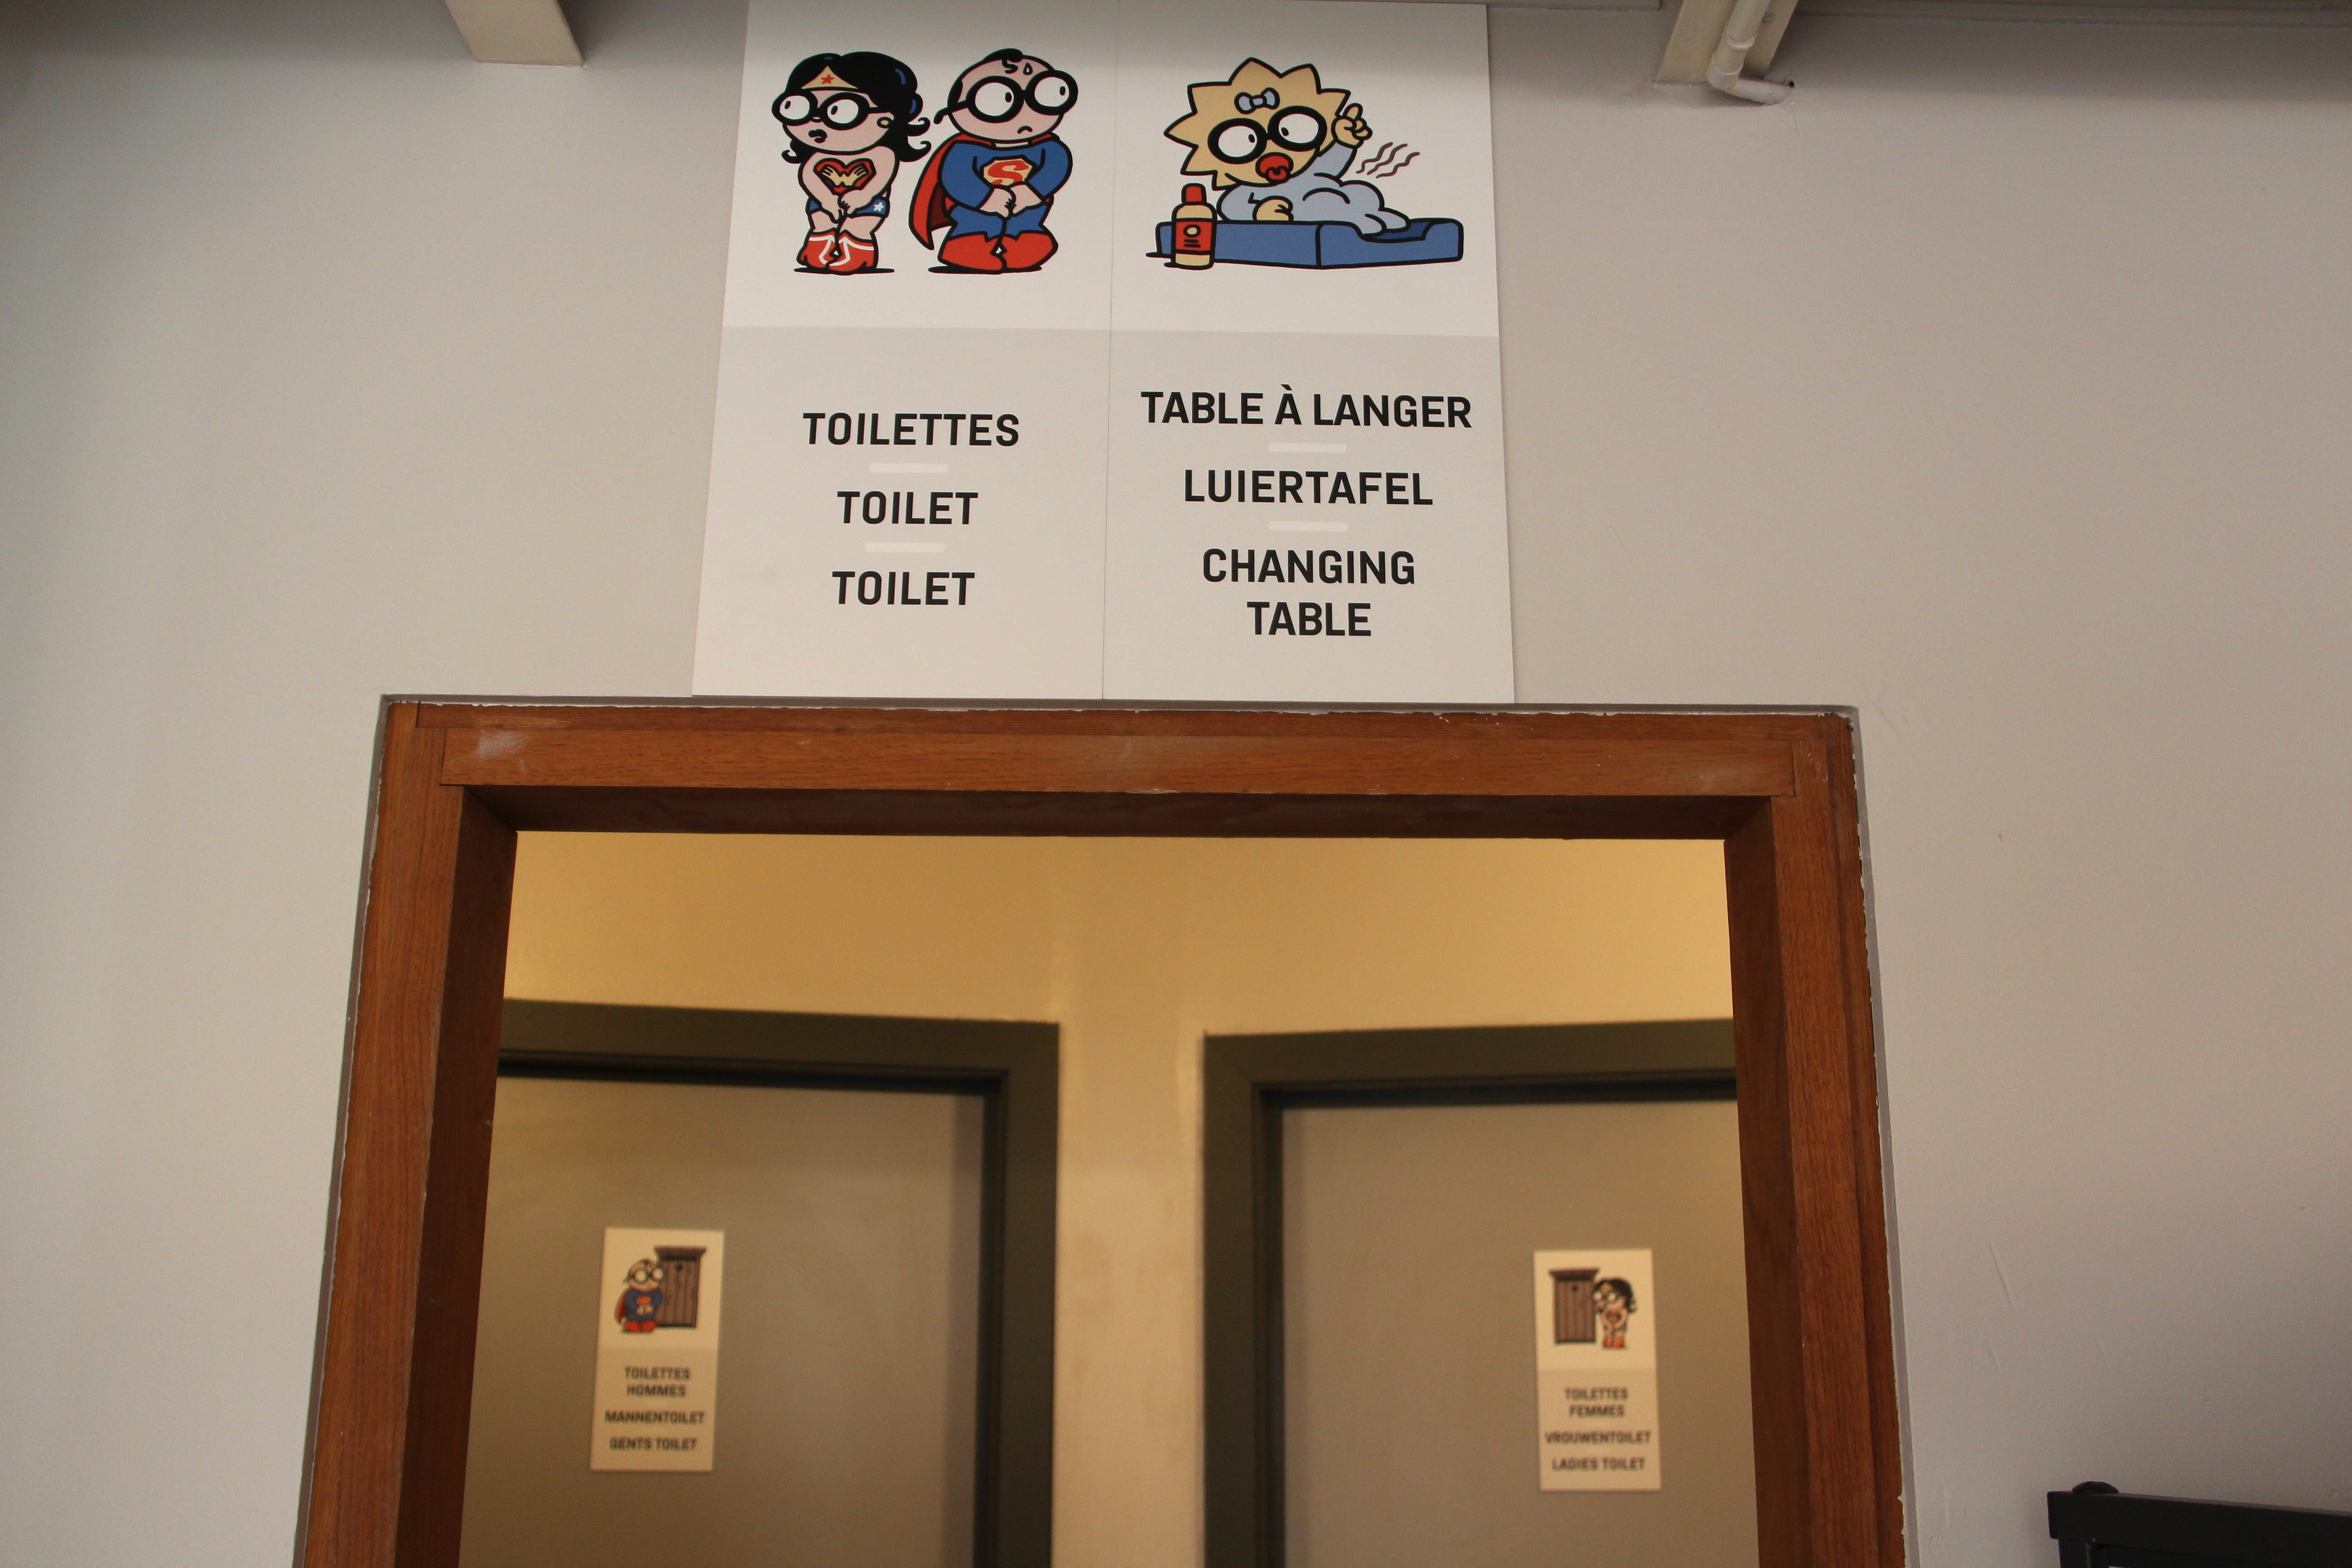 TOILETTES
TOILET
TOILET
TABLE À LANGER
LUIERTAFEL
CHANGING
TABLE
TOILETTES
HOMMES
MANNENTOILET
GENTS TOILET
TOILETTES
FEMMES
VROUWENTOILET
LADIES TOILET